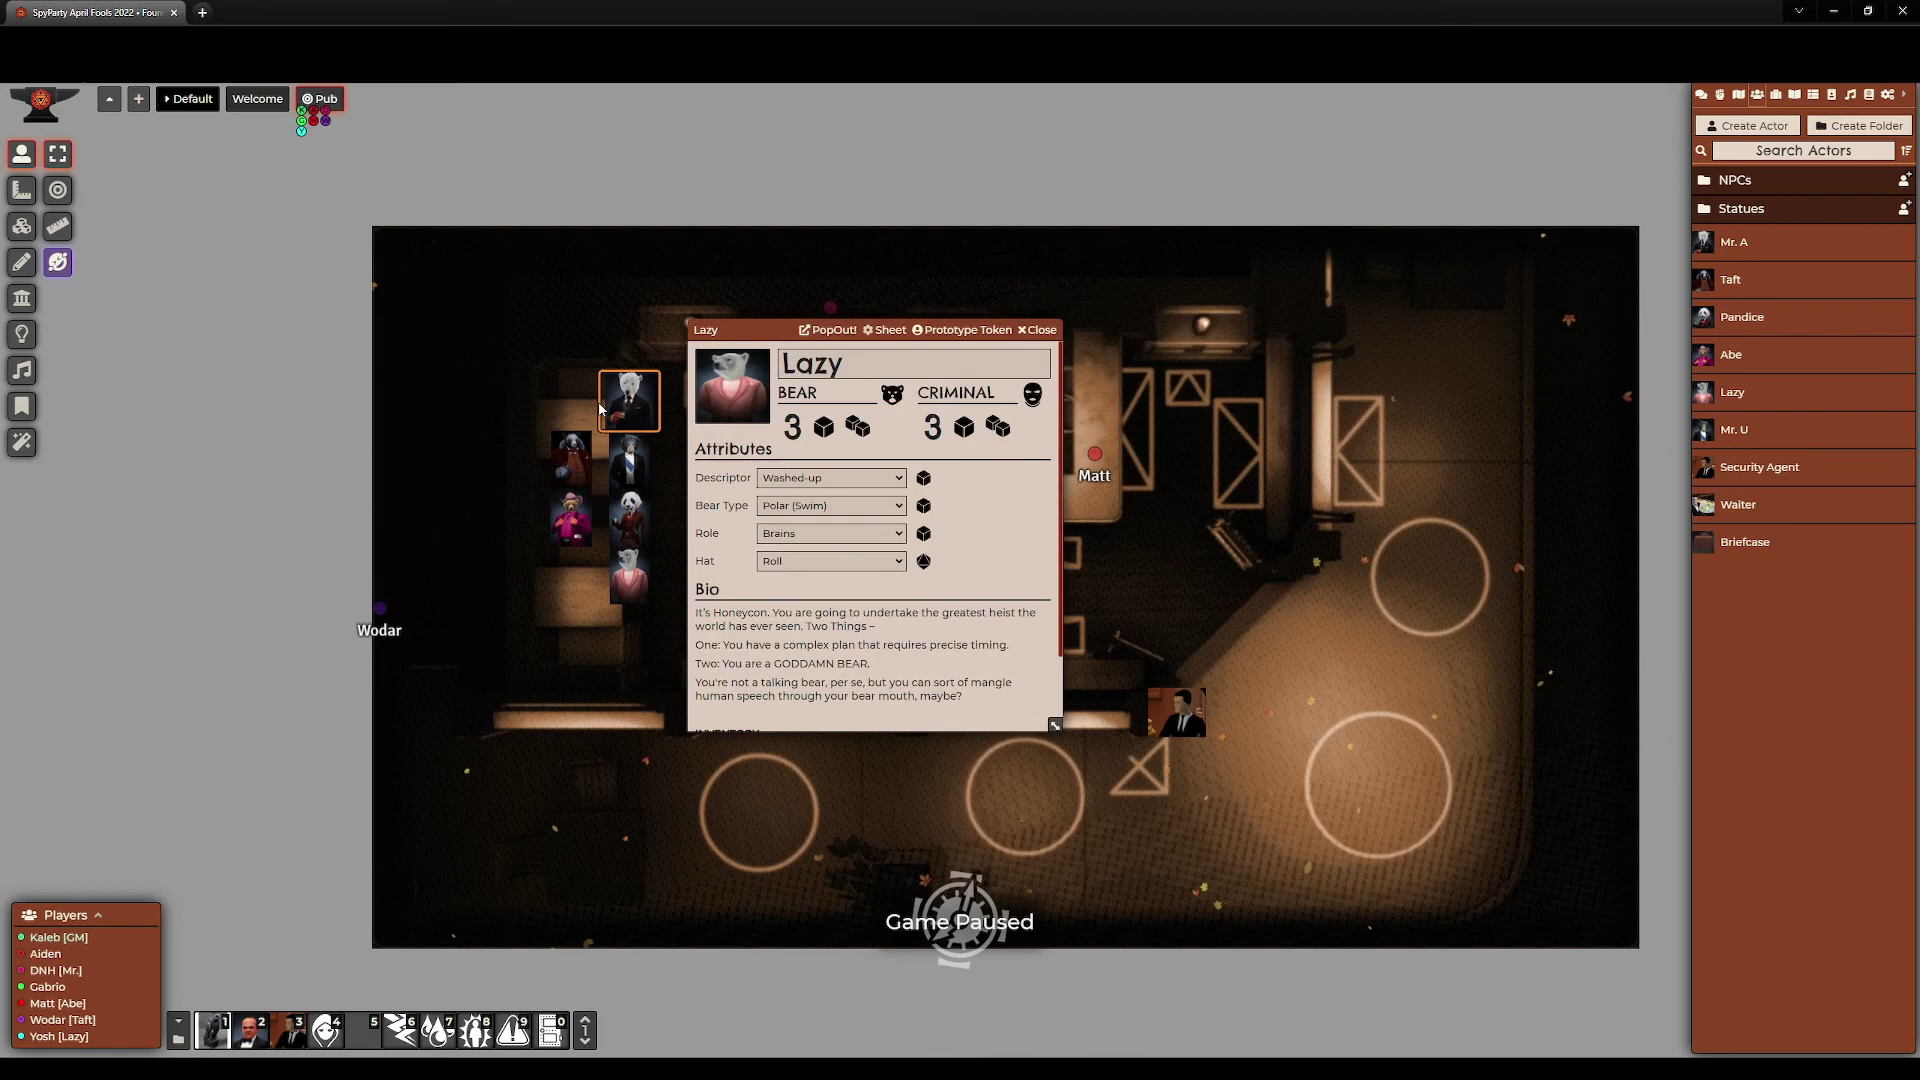 SpyParty April Fools 2022 • Foun
Default
Welcome
Pub
K
G
Y
Create Actor
Create Folder
Search Actors
NPCs
Statues
Mr. A
Taft
Pandice
Abe
Lazy
Mr. U
Security Agent
Waiter
Briefcase
Lazy
PopOut!
Sheet
Prototype Token
Close
Lazy
BEAR
CRIMINAL
3
3
Attributes
Descriptor
Washed-up
Bear Type
Polar (Swim)
Role
Brains
Hat
Roll
Bio
It's Honeycon. You are going to undertake the greatest heist the
world has ever seen. Two Things –
One: You have a complex plan that requires precise timing.
Two: You are a GODDAMN BEAR.
You're not a talking bear, per se, but you can sort of mangle
human speech through your bear mouth, maybe?
INVENTORY
Matt
Wodar
Game Paused
Players
Kaleb [GM]
Aiden
DNH [Mr.]
Gabrio
Matt [Abe]
Wodar [Taft]
Yosh [Lazy]
1
2
3
4
5
6
7
8
9
0
1